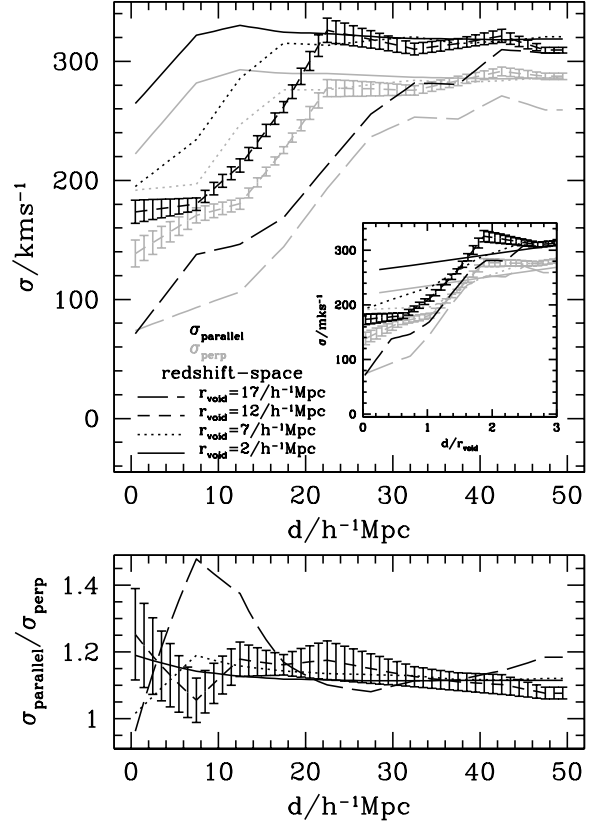 300
200
100
0
σ/kms⁻¹
σparallel
σperp
redshift-space
rvoid=17/h⁻¹Mpc
rvoid=12/h⁻¹Mpc
rvoid=7/h⁻¹Mpc
rvoid=2/h⁻¹Mpc
300
200
100
0
σ/mks⁻¹
0 1 2 3
d/rvoid
0 10 20 30 40 50
d/h⁻¹Mpc
1.4
1.2
1
σparallel/σperp
0 10 20 30 40 50
d/h⁻¹Mpc